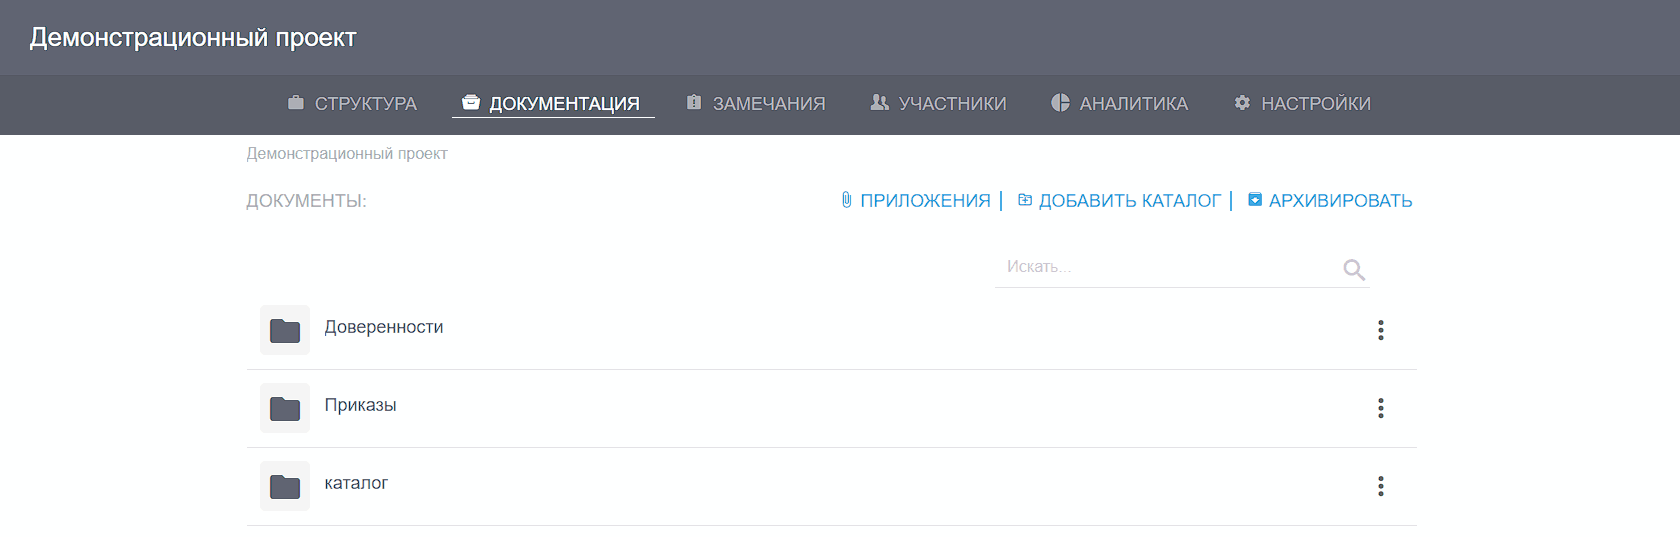 Демонстрационный проект
СТРУКТУРА ДОКУМЕНТАЦИЯ ЗАМЕЧАНИЯ УЧАСТНИКИ АНАЛИТИКА НАСТРОЙКИ
Демонстрационный проект
ДОКУМЕНТЫ: ПРИЛОЖЕНИЯ | ДОБАВИТЬ КАТАЛОГ | АРХИВИРОВАТЬ
Искать...
Доверенности
Приказы
каталог